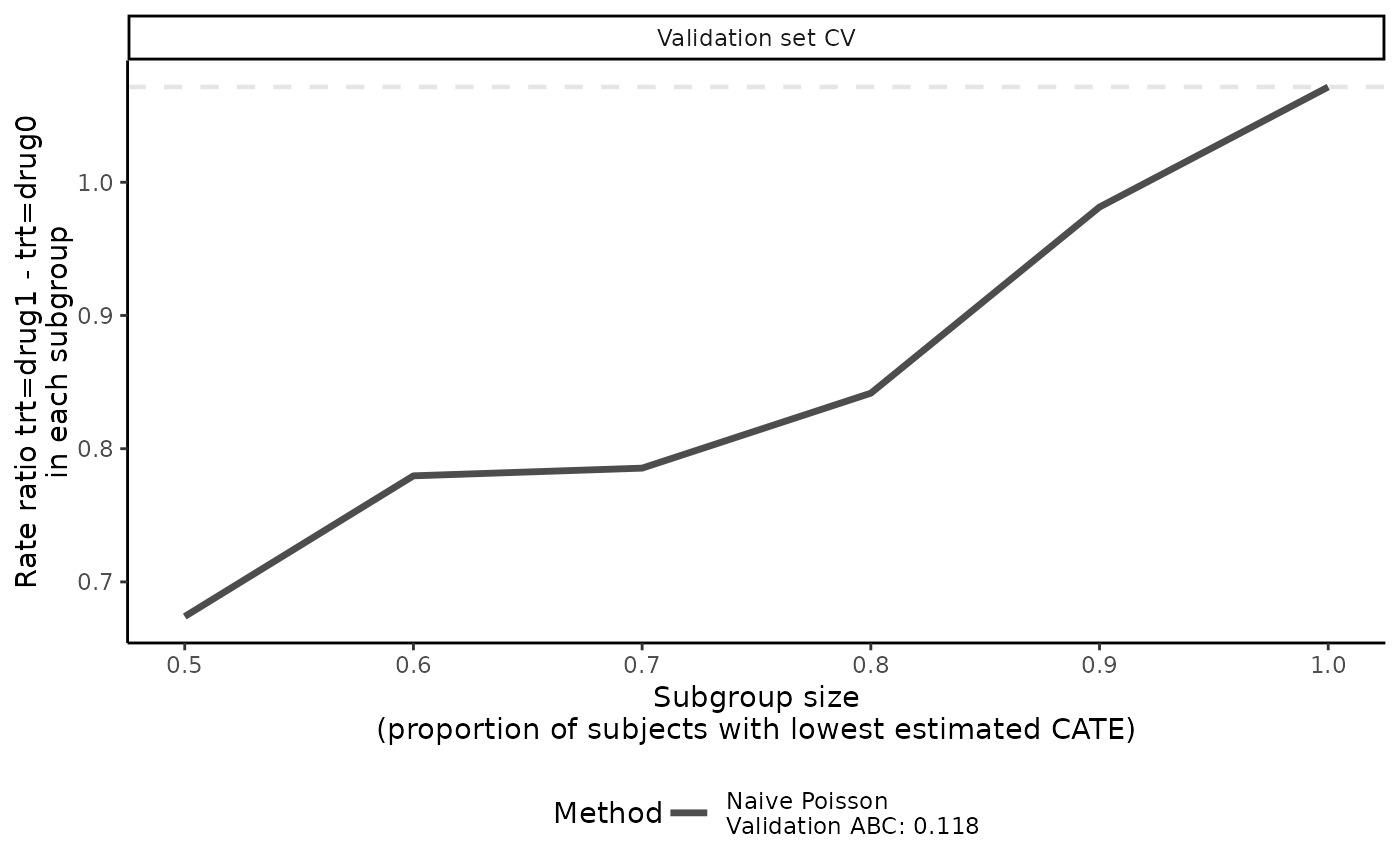 Validation set CV
Rate ratio trt=drug1 - trt=drug0
in each subgroup
1.0
0.9
0.8
0.7
0.5
0.6
0.7
0.8
0.9
1.0
Subgroup size
(proportion of subjects with lowest estimated CATE)
Method
Naive Poisson
Validation ABC: 0.118